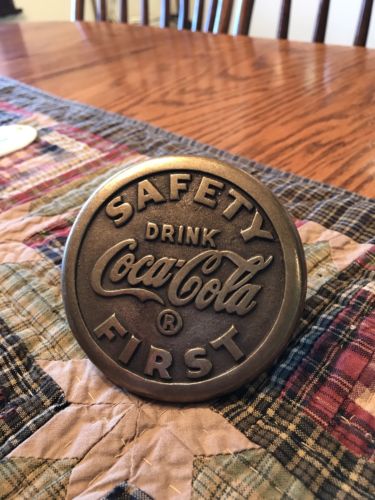 SAFETY
DRINK
Coca-Cola
®
FIRST